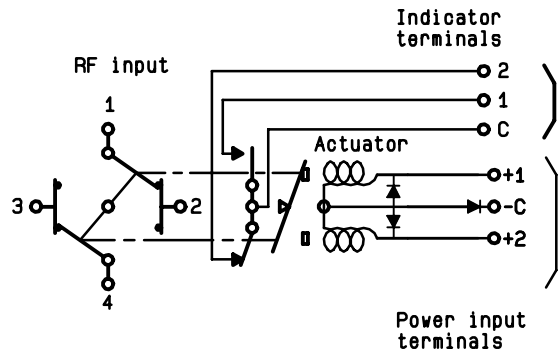 Indicator
terminals
RF input
2
1
1
C
Actuator
+1
3
2
-C
+2
4
Power input
terminals